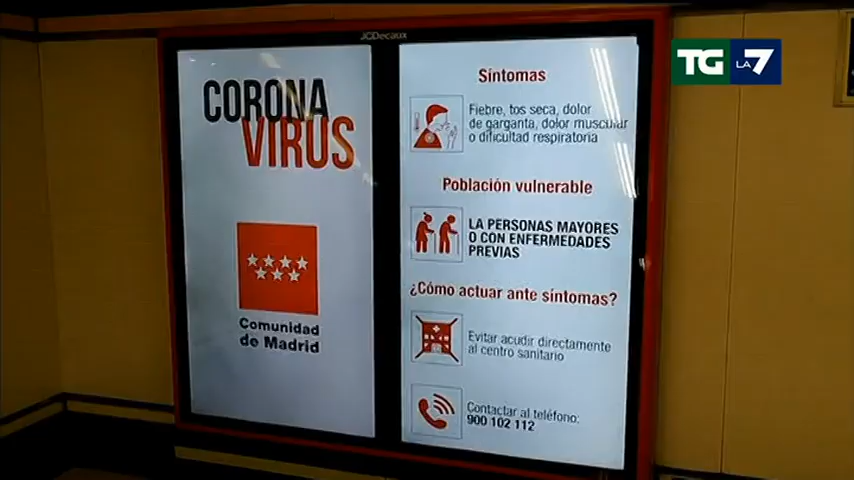 JCDecaux
TG LA 7
CORONA
VIRUS
Comunidad
de Madrid
Síntomas
Fiebre, tos seca, dolor
de garganta, dolor muscular
o dificultad respiratoria
Población vulnerable
LA PERSONAS MAYORES
O CON ENFERMEDADES
PREVIAS
¿Cómo actuar ante síntomas?
Evitar acudir directamente
al centro sanitario
Contactar al teléfono:
900 102 112